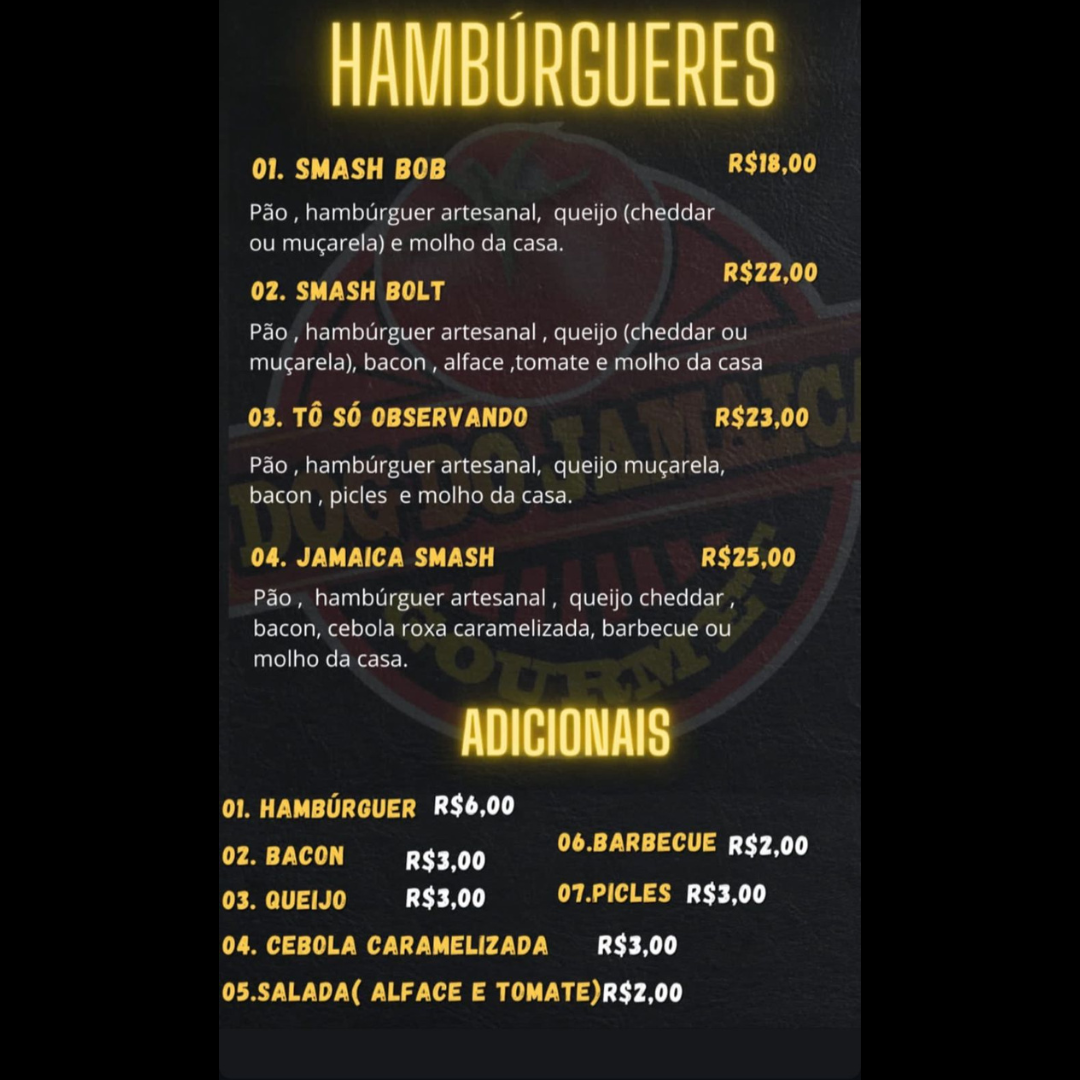 HAMBÚRGUERES
01. SMASH BOB R$18,00
Pão , hambúrguer artesanal, queijo (cheddar
ou muçarela) e molho da casa.
R$22,00
02. SMASH BOLT
Pão , hambúrguer artesanal , queijo (cheddar ou
muçarela), bacon , alface ,tomate e molho da casa
03. TÔ SÓ OBSERVANDO R$23,00
Pão , hambúrguer artesanal, queijo muçarela,
bacon , picles e molho da casa.
04. JAMAICA SMASH R$25,00
Pão , hambúrguer artesanal , queijo cheddar ,
bacon, cebola roxa caramelizada, barbecue ou
molho da casa.
DOG DO JAMAICA
GOURMET
ADICIONAIS
01. HAMBÚRGUER R$6,00
02. BACON R$3,00
03. QUEIJO R$3,00
04. CEBOLA CARAMELIZADA R$3,00
05.SALADA( ALFACE E TOMATE)R$2,00
06.BARBECUE R$2,00
07.PICLES R$3,00